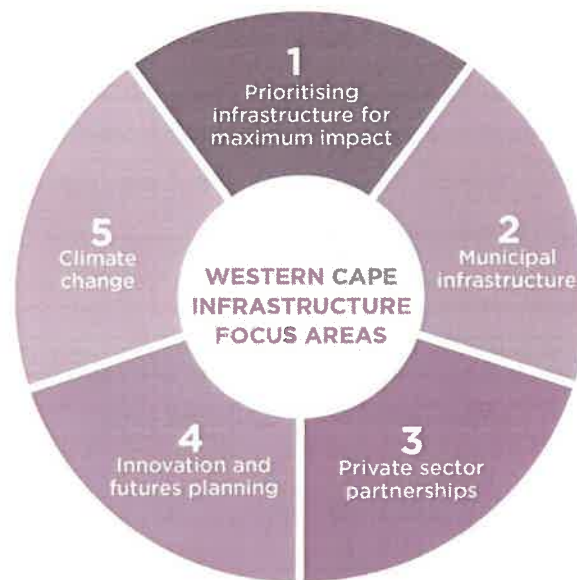 1
Prioritising
infrastructure for
maximum impact
2
Municipal
infrastructure
3
Private sector
partnerships
4
Innovation and
futures planning
5
Climate
change
WESTERN CAPE
INFRASTRUCTURE
FOCUS AREAS